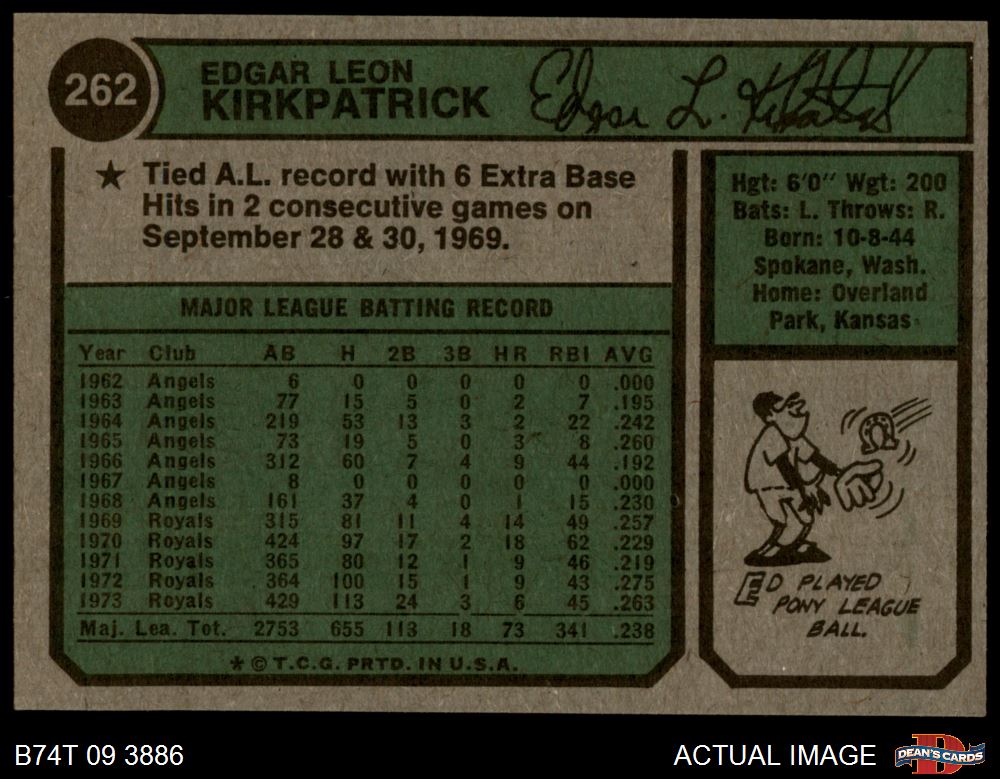 262
EDGAR LEON
KIRKPATRICK
Edgar L. Kirkpatrick
★ Tied A.L. record with 6 Extra Base
Hits in 2 consecutive games on
September 28 & 30, 1969.
MAJOR LEAGUE BATTING RECORD
Year Club AB H 2B 3B HR RBI AVG
1962 Angels 6 0 0 0 0 0 .000
1963 Angels 77 15 5 0 2 7 .195
1964 Angels 219 53 13 3 2 22 .242
1965 Angels 73 19 5 0 3 8 .260
1966 Angels 312 60 7 4 9 44 .192
1967 Angels 8 0 0 0 0 0 .000
1968 Angels 161 37 4 0 1 15 .230
1969 Royals 315 81 11 4 14 49 .257
1970 Royals 424 97 17 2 18 62 .229
1971 Royals 365 80 12 1 9 46 .219
1972 Royals 364 100 15 1 9 43 .275
1973 Royals 429 113 24 3 6 45 .263
Maj. Lea. Tot. 2753 655 113 18 73 341 .238
* © T.C.G. PRTD. IN U.S.A.
Hgt: 6'0" Wgt: 200
Bats: L. Throws: R.
Born: 10-8-44
Spokane, Wash.
Home: Overland
Park, Kansas
ED PLAYED
PONY LEAGUE
BALL.
B74T 09 3886
ACTUAL IMAGE
DEAN'S CARDS